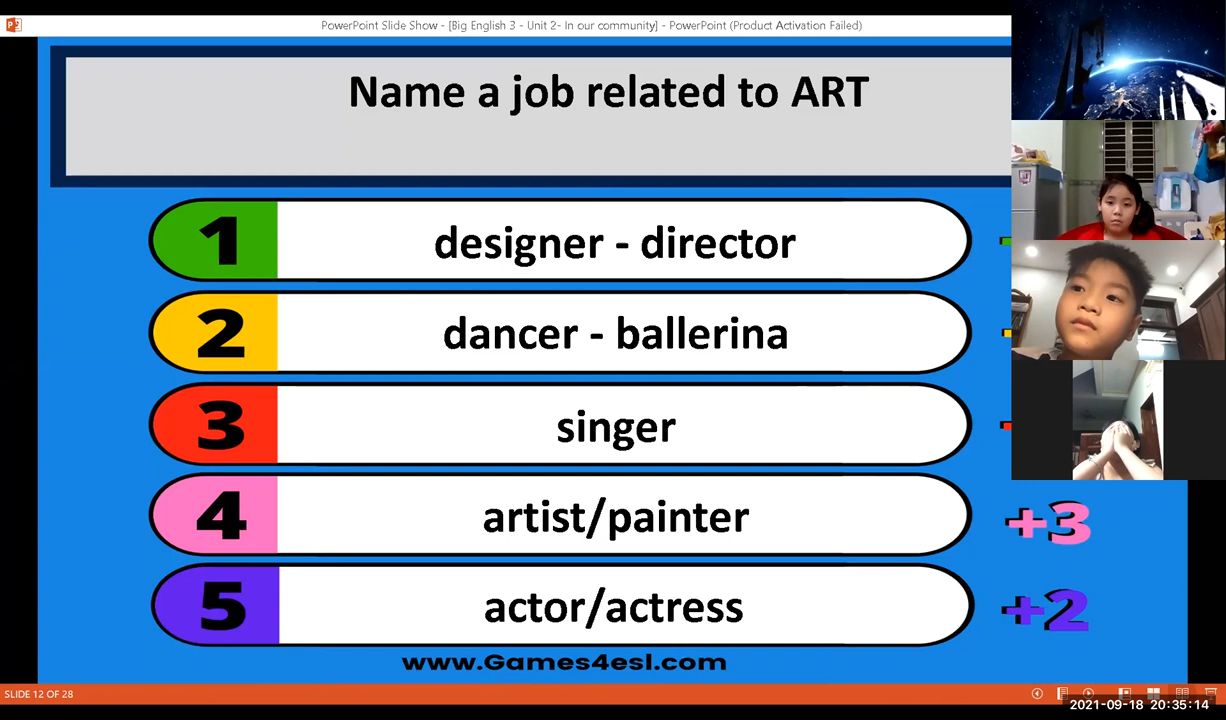 PowerPoint Slide Show - [Big English 3 - Unit 2- In our community] - PowerPoint (Product Activation Failed)
Name a job related to ART
1 designer - director
2 dancer - ballerina
3 singer
4 artist/painter +3
5 actor/actress +2
www.Games4esl.com
SLIDE 12 OF 28
2021-09-18 20:35:14